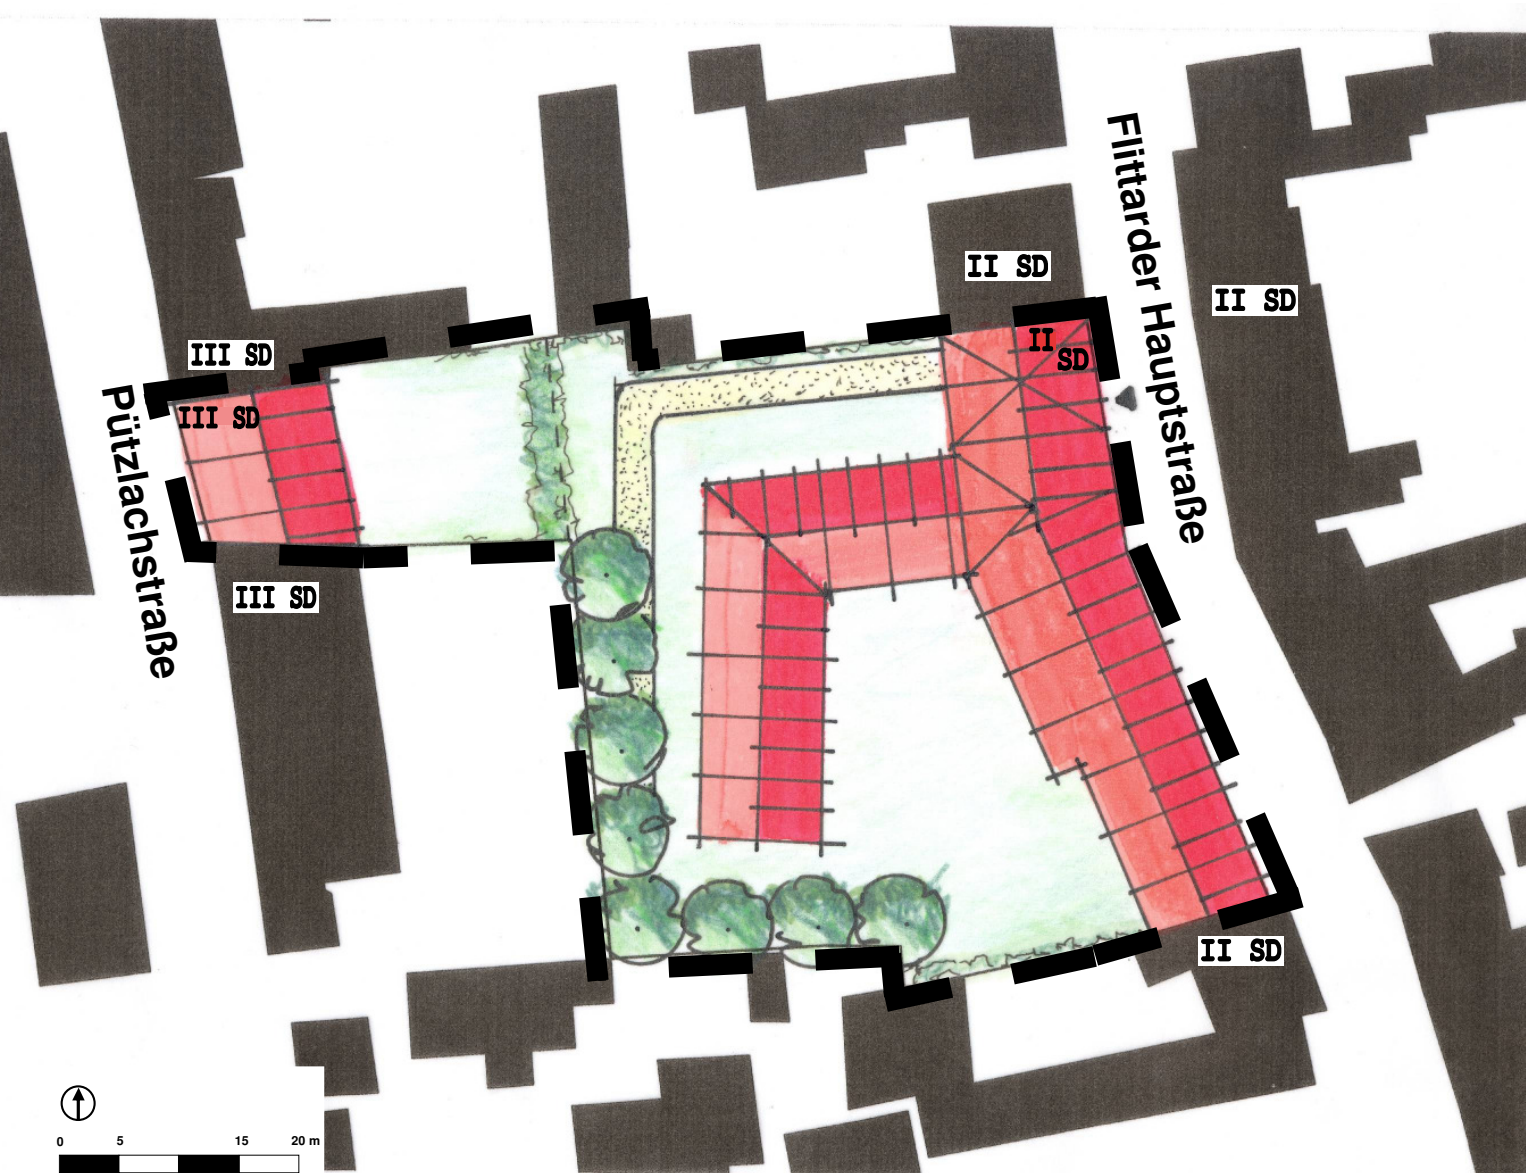 Flittarder Hauptstraße
II SD
II SD
II
SD
III SD
III SD
Pützlachstraße
III SD
II SD
0 5 15 20 m